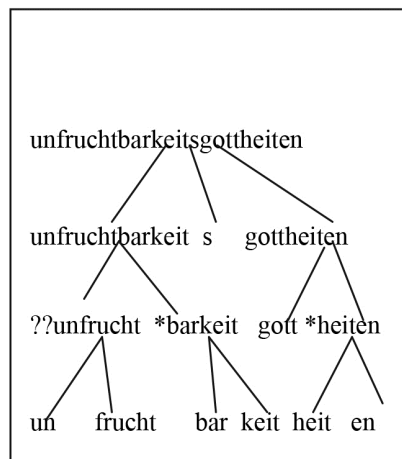 unfruchtbarkeitsgottheiten
unfruchtbarkeit s gottheiten
??unfrucht *barkeit gott *heiten
un frucht bar keit heit en